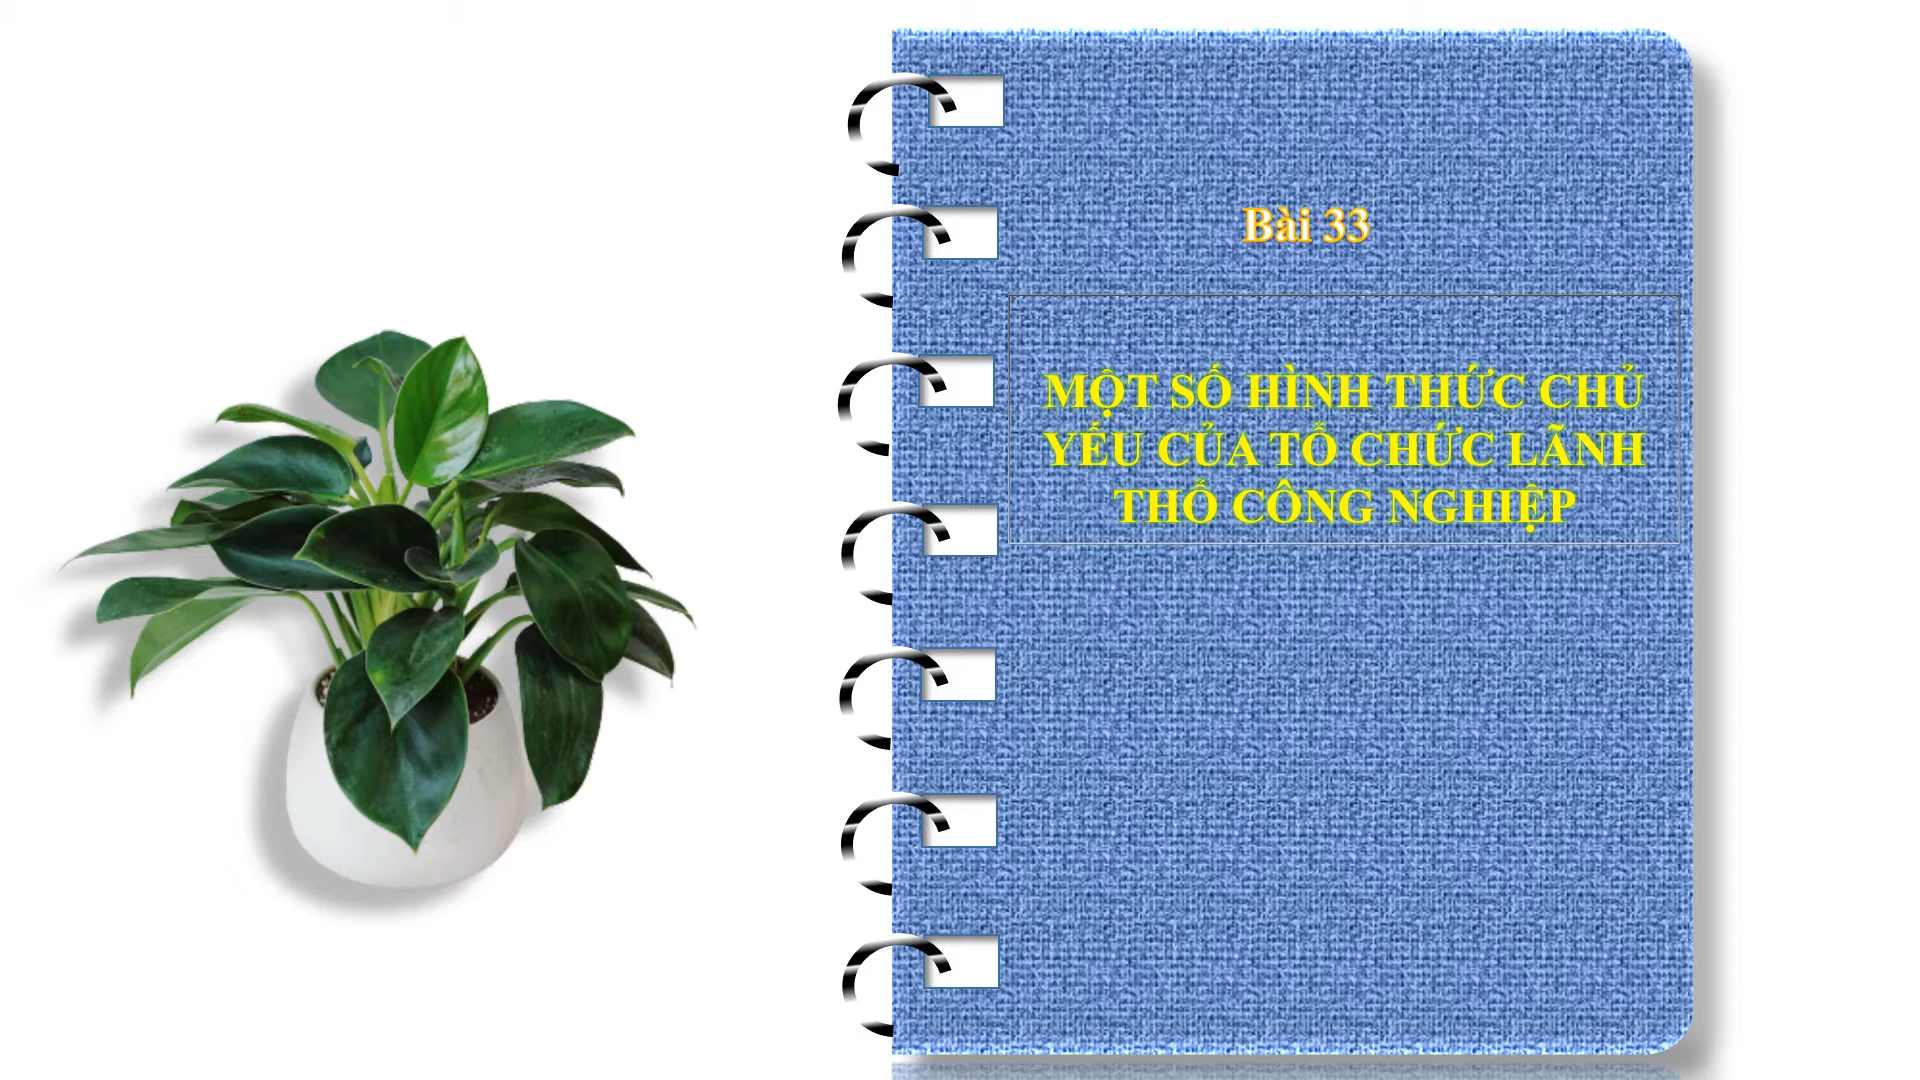 Bài 33
MỘT SỐ HÌNH THỨC CHỦ
YẾU CỦA TỔ CHỨC LÃNH
THỔ CÔNG NGHIỆP